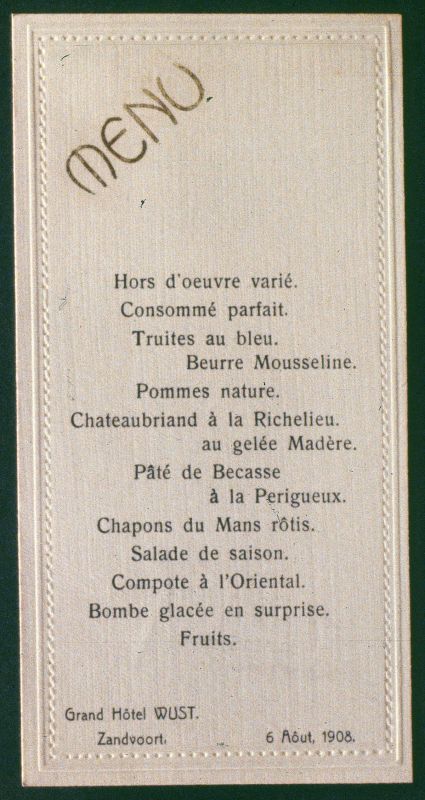 MENU
Hors d'oeuvre varié.
Consommé parfait.
Truites au bleu.
Beurre Mousseline.
Pommes nature.
Chateaubriand à la Richelieu.
au gelée Madère.
Pâté de Becasse
à la Perigueux.
Chapons du Mans rôtis.
Salade de saison.
Compote à l'Oriental.
Bombe glacée en surprise.
Fruits.
Grand Hôtel WUST.
Zandvoort, 6 Aôut, 1908.